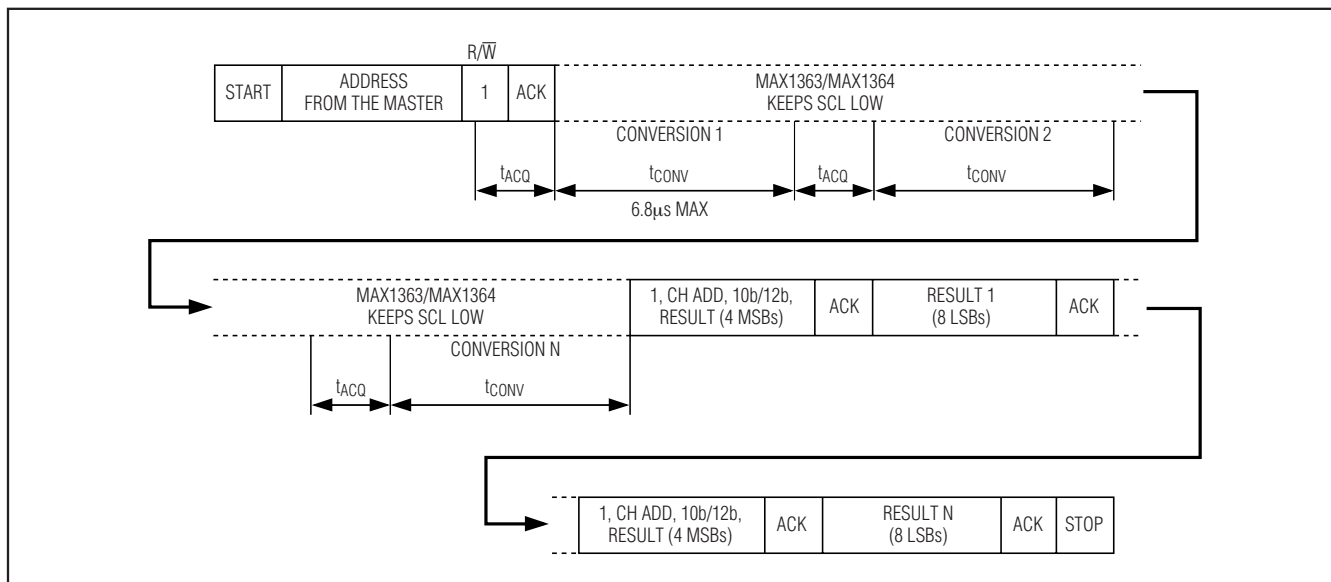 R/W̅
START
ADDRESS
FROM THE MASTER
1
ACK
MAX1363/MAX1364
KEEPS SCL LOW
CONVERSION 1
CONVERSION 2
tACQ
tCONV
tACQ
tCONV
6.8μs MAX
MAX1363/MAX1364
KEEPS SCL LOW
1, CH ADD, 10b/12b,
RESULT (4 MSBs)
ACK
RESULT 1
(8 LSBs)
ACK
CONVERSION N
tACQ
tCONV
1, CH ADD, 10b/12b,
RESULT (4 MSBs)
ACK
RESULT N
(8 LSBs)
ACK
STOP